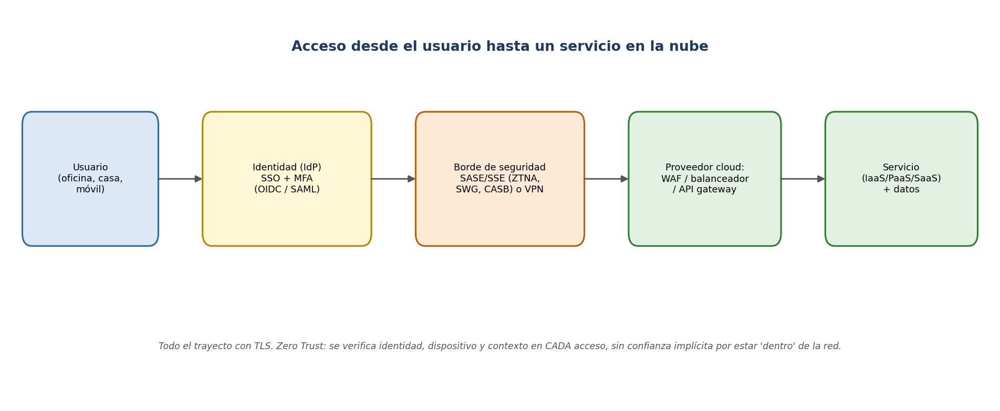 Acceso desde el usuario hasta un servicio en la nube
Usuario
(oficina, casa,
móvil)
Identidad (IdP)
SSO + MFA
(OIDC / SAML)
Borde de seguridad
SASE/SSE (ZTNA,
SWG, CASB) o VPN
Proveedor cloud:
WAF / balanceador
/ API gateway
Servicio
(IaaS/PaaS/SaaS)
+ datos
Todo el trayecto con TLS. Zero Trust: se verifica identidad, dispositivo y contexto en CADA acceso, sin confianza implícita por estar 'dentro' de la red.